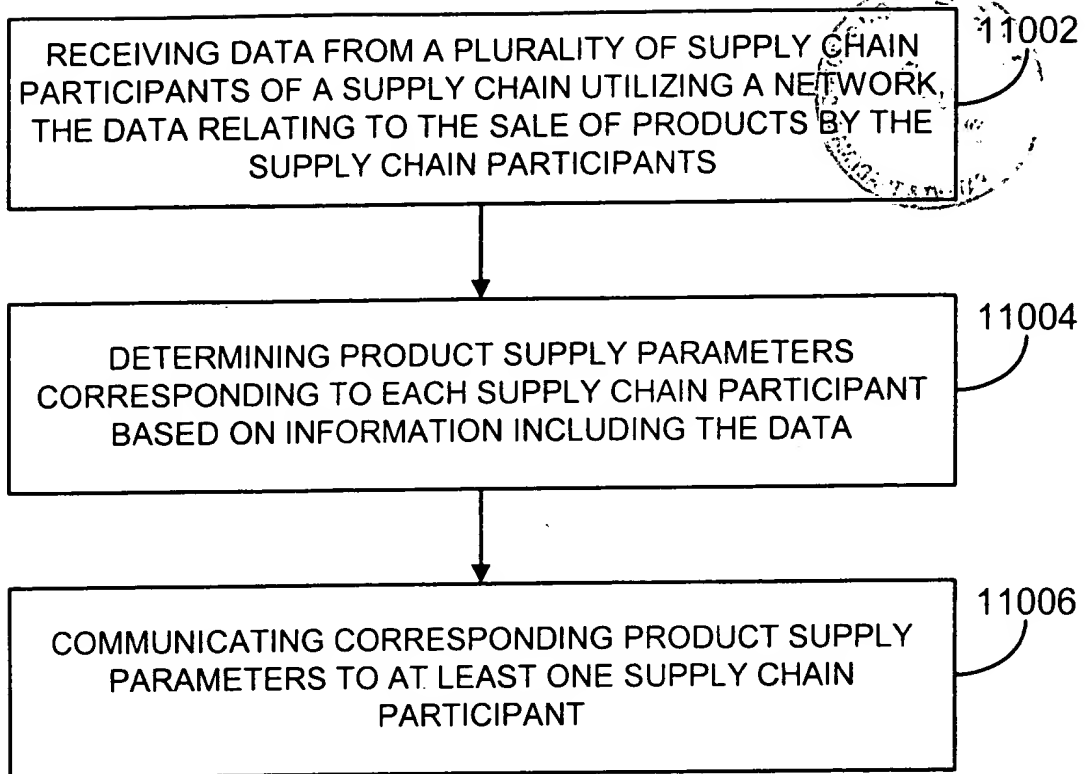 11002
RECEIVING DATA FROM A PLURALITY OF SUPPLY CHAIN
PARTICIPANTS OF A SUPPLY CHAIN UTILIZING A NETWORK,
THE DATA RELATING TO THE SALE OF PRODUCTS BY THE
SUPPLY CHAIN PARTICIPANTS
11004
DETERMINING PRODUCT SUPPLY PARAMETERS
CORRESPONDING TO EACH SUPPLY CHAIN PARTICIPANT
BASED ON INFORMATION INCLUDING THE DATA
11006
COMMUNICATING CORRESPONDING PRODUCT SUPPLY
PARAMETERS TO AT LEAST ONE SUPPLY CHAIN
PARTICIPANT